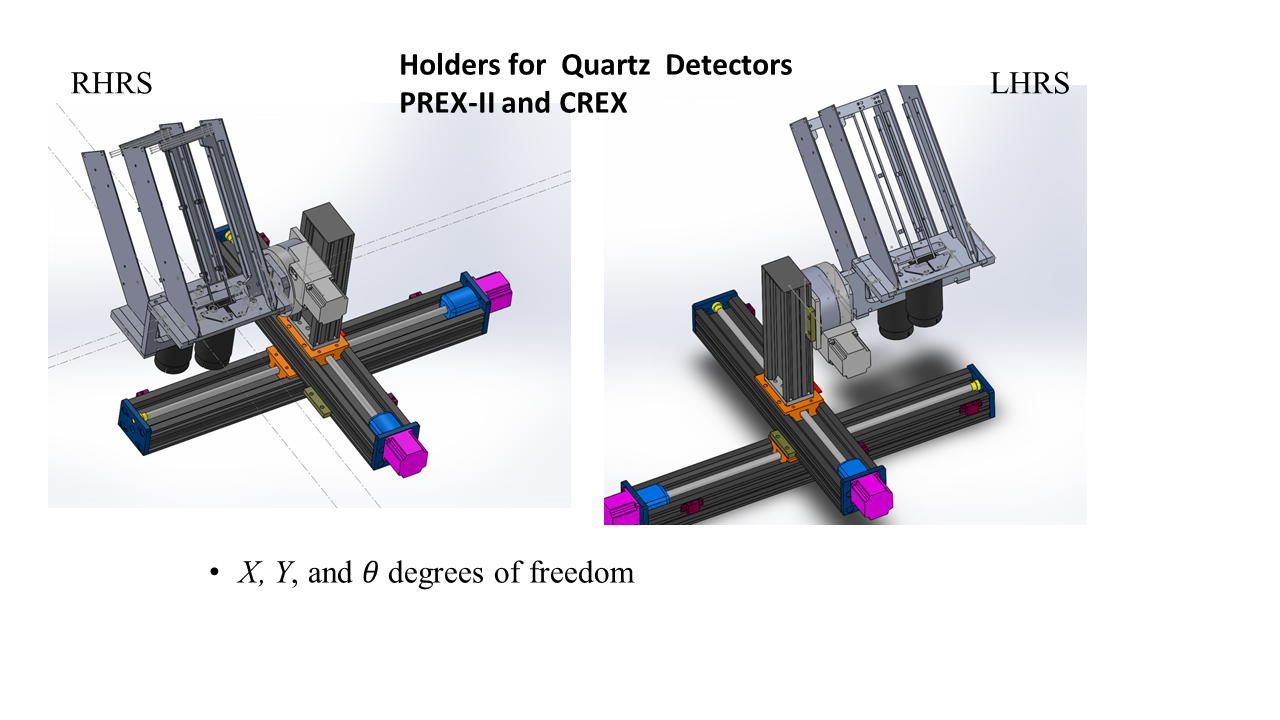 RHRS
Holders for Quartz Detectors
PREX-II and CREX
LHRS
• X, Y, and θ degrees of freedom